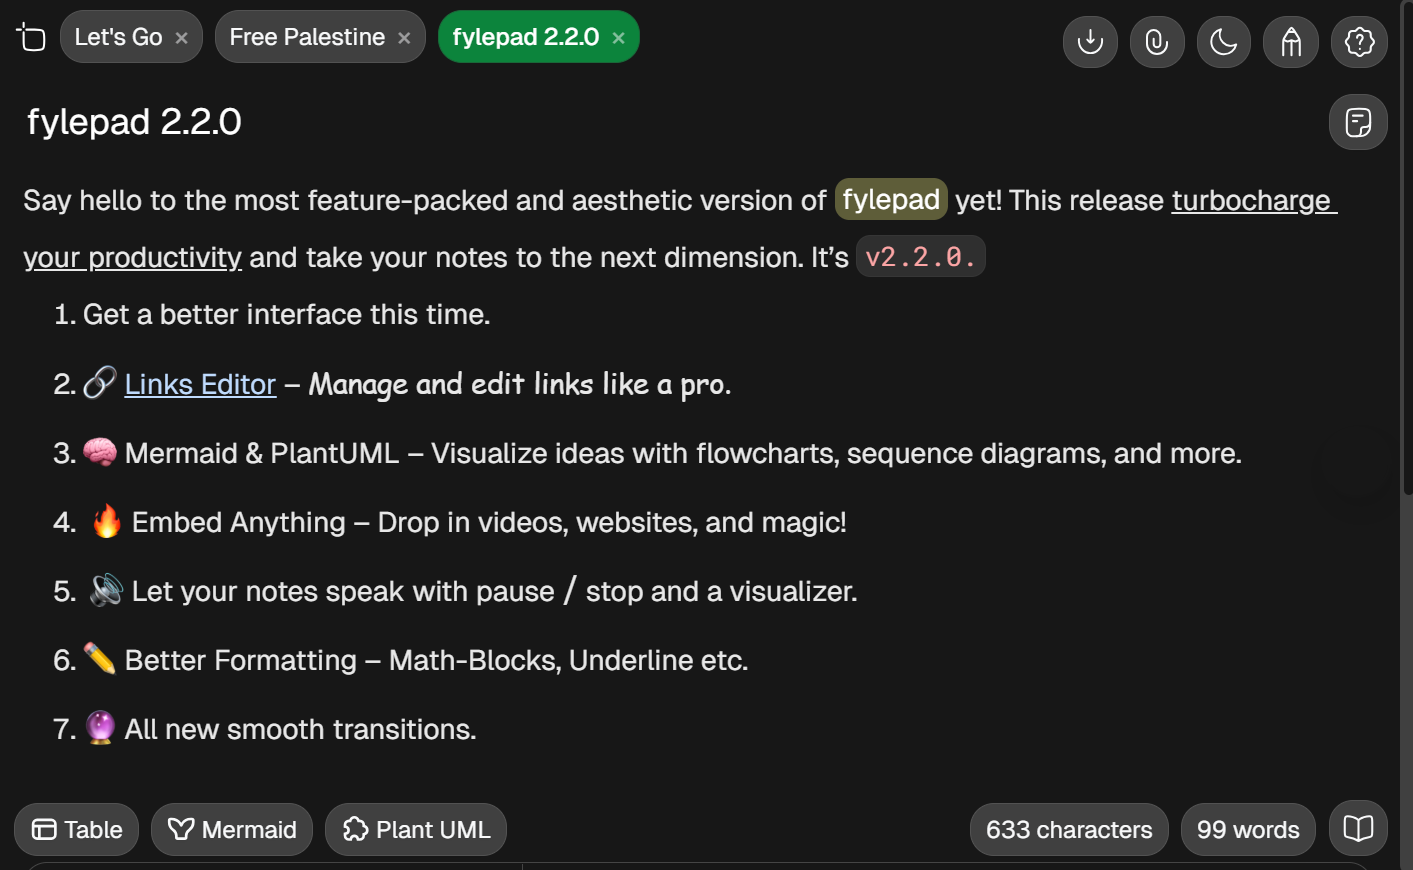 Let's Go ×
Free Palestine ×
fylepad 2.2.0 ×
fylepad 2.2.0
Say hello to the most feature-packed and aesthetic version of fylepad yet! This release turbocharge
your productivity and take your notes to the next dimension. It’s v2.2.0.
1. Get a better interface this time.
2. 🔗 Links Editor – Manage and edit links like a pro.
3. 🧠 Mermaid & PlantUML – Visualize ideas with flowcharts, sequence diagrams, and more.
4. 🔥 Embed Anything – Drop in videos, websites, and magic!
5. 🔊 Let your notes speak with pause / stop and a visualizer.
6. ✏️ Better Formatting – Math-Blocks, Underline etc.
7. 🔮 All new smooth transitions.
Table
Mermaid
Plant UML
633 characters
99 words